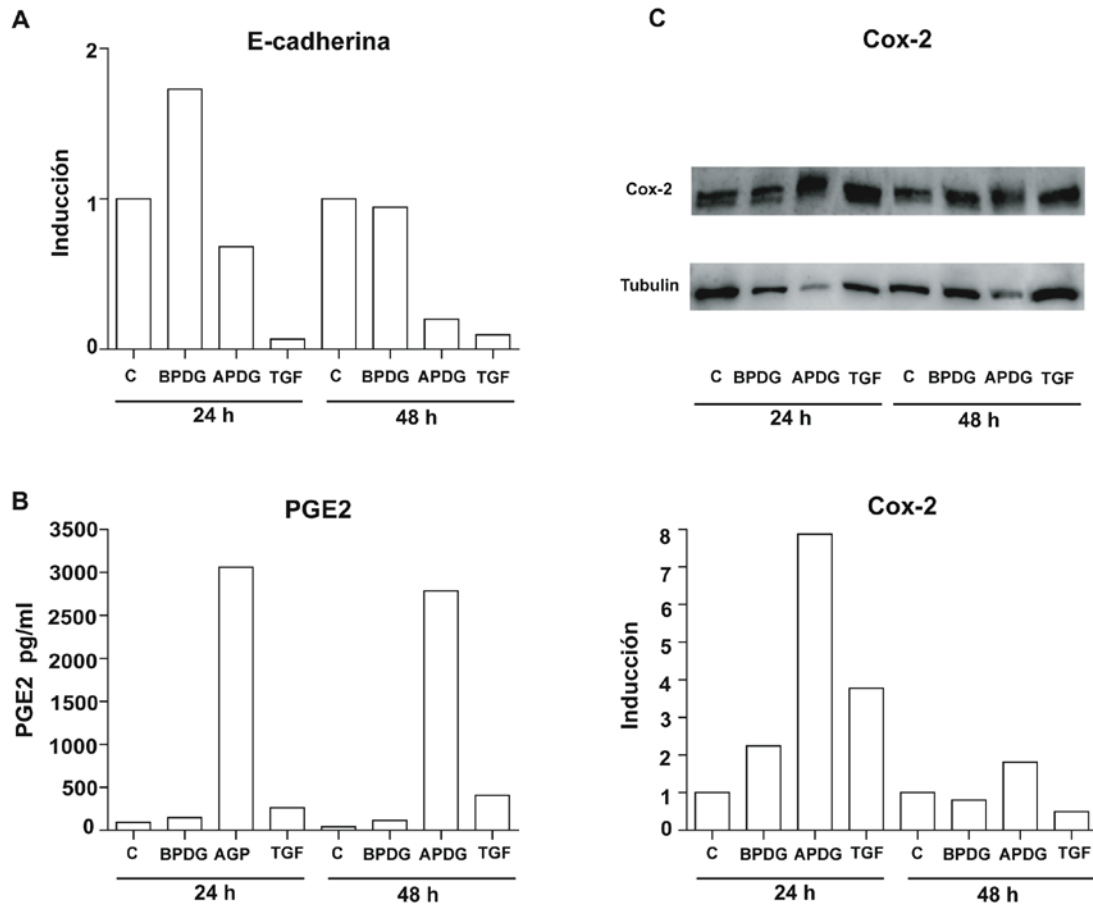 A
E-cadherina
2
1
0
Inducción
C BPDG APDG TGF C BPDG APDG TGF
24 h 48 h
B
PGE2
3500
3000
2500
2000
1500
1000
500
0
PGE2 pg/ml
C BPDG AGP TGF C BPDG APDG TGF
24 h 48 h
C
Cox-2
Cox-2
Tubulin
C BPDG APDG TGF C BPDG APDG TGF
24 h 48 h
Cox-2
8
7
6
5
4
3
2
1
0
Inducción
C BPDG APDG TGF C BPDG APDG TGF
24 h 48 h